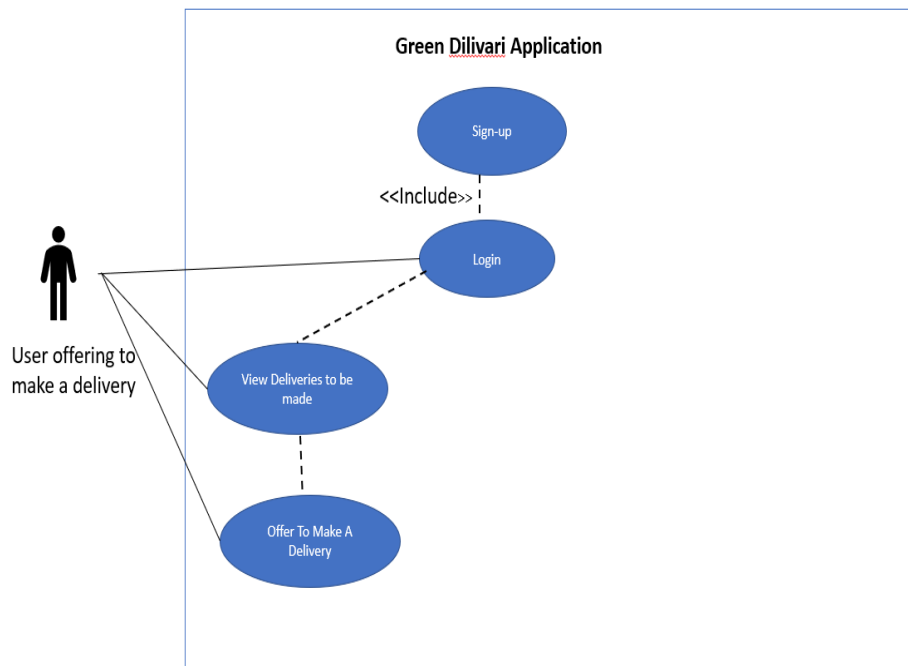 Green Dilivari Application
Sign-up
<<Include>>
Login
User offering to
make a delivery
View Deliveries to be
made
Offer To Make A
Delivery